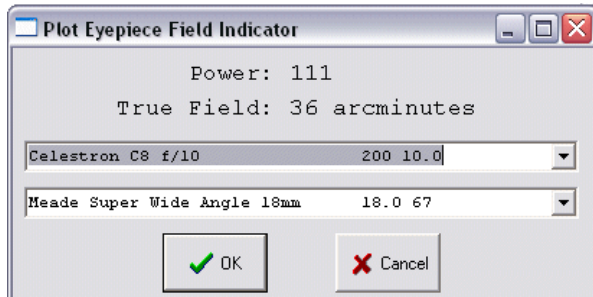 Plot Eyepiece Field Indicator
Power: 111
True Field: 36 arcminutes
Celestron C8 f/10 200 10.0
Meade Super Wide Angle 18mm 18.0 67
OK Cancel